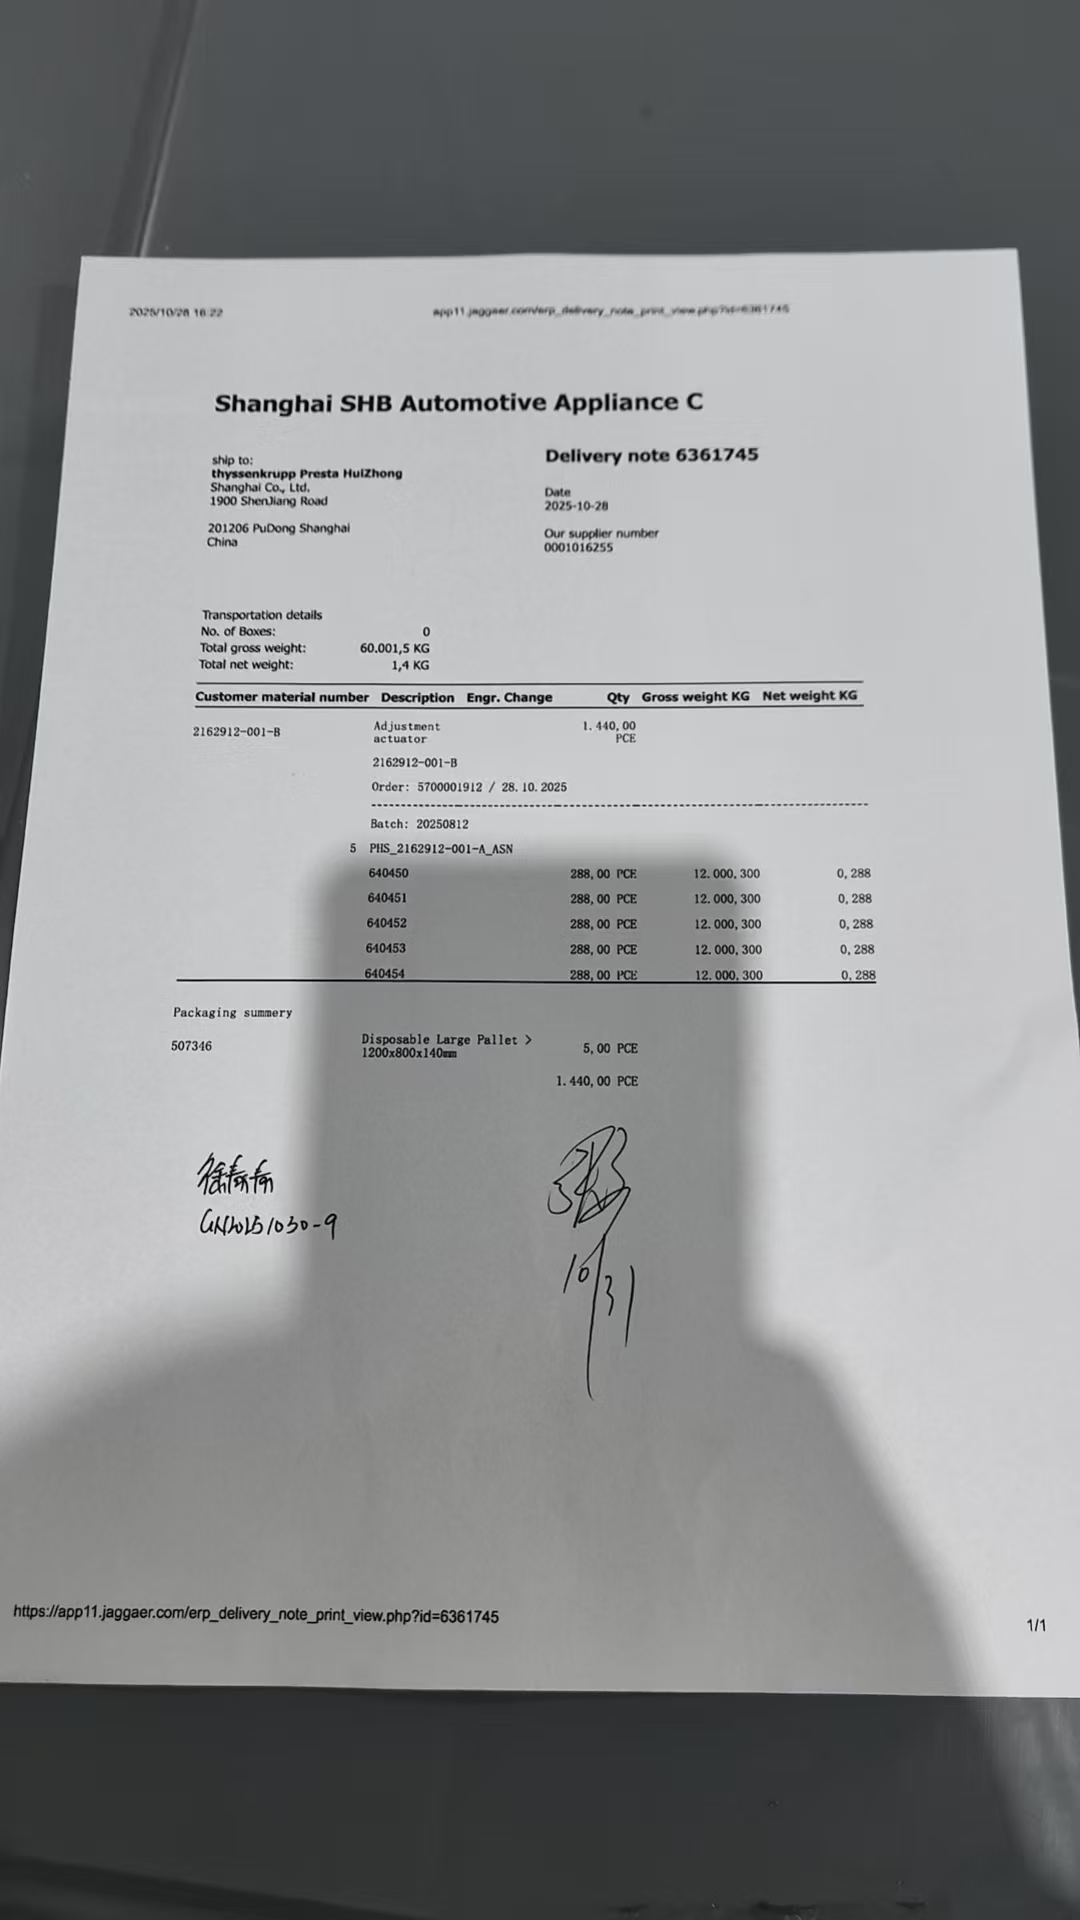 2025/10/28 16:22 app11.jaggaer.com/erp_delivery_note_print_view.php?id=6361745
Shanghai SHB Automotive Appliance C
ship to:
thyssenkrupp Presta HuiZhong
Shanghai Co., Ltd.
1900 ShenJiang Road
201206 PuDong Shanghai
China
Delivery note 6361745
Date
2025-10-28
Our supplier number
0001016255
Transportation details
No. of Boxes: 0
Total gross weight: 60.001,5 KG
Total net weight: 1,4 KG
Customer material number Description Engr. Change Qty Gross weight KG Net weight KG
2162912-001-B Adjustment actuator 1.440,00 PCE
2162912-001-B
Order: 5700001912 / 28.10.2025
Batch: 20250812
5 PHS_2162912-001-A_ASN
640450 288,00 PCE 12.000,300 0,288
640451 288,00 PCE 12.000,300 0,288
640452 288,00 PCE 12.000,300 0,288
640453 288,00 PCE 12.000,300 0,288
640454 288,00 PCE 12.000,300 0,288
Packaging summery
507346 Disposable Large Pallet > 1200x800x140mm 5,00 PCE
1.440,00 PCE
10/31
https://app11.jaggaer.com/erp_delivery_note_print_view.php?id=6361745
1/1